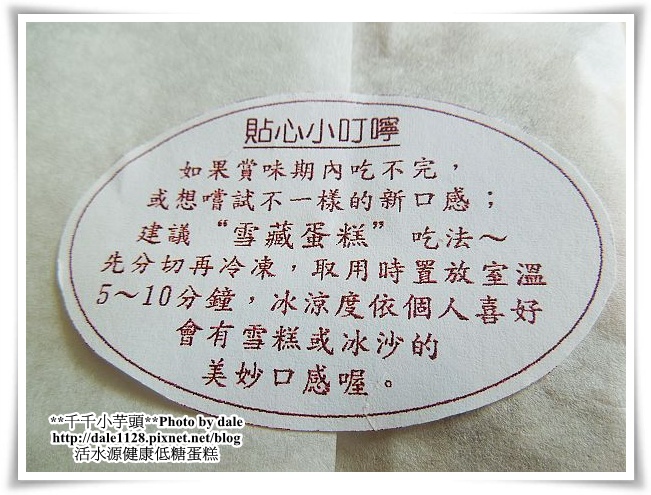 貼心小叮嚀
如果賞味期內吃不完，
或想嚐試不一樣的新口感；
建議“雪藏蛋糕”吃法～
先分切再冷凍，取用時置放室溫
5～10分鐘，冰涼度依個人喜好
會有雪糕或冰沙的
美妙口感喔。
**千千小芋頭**Photo by dale
http://dale1128.pixnet.net/blog
活水源健康低糖蛋糕